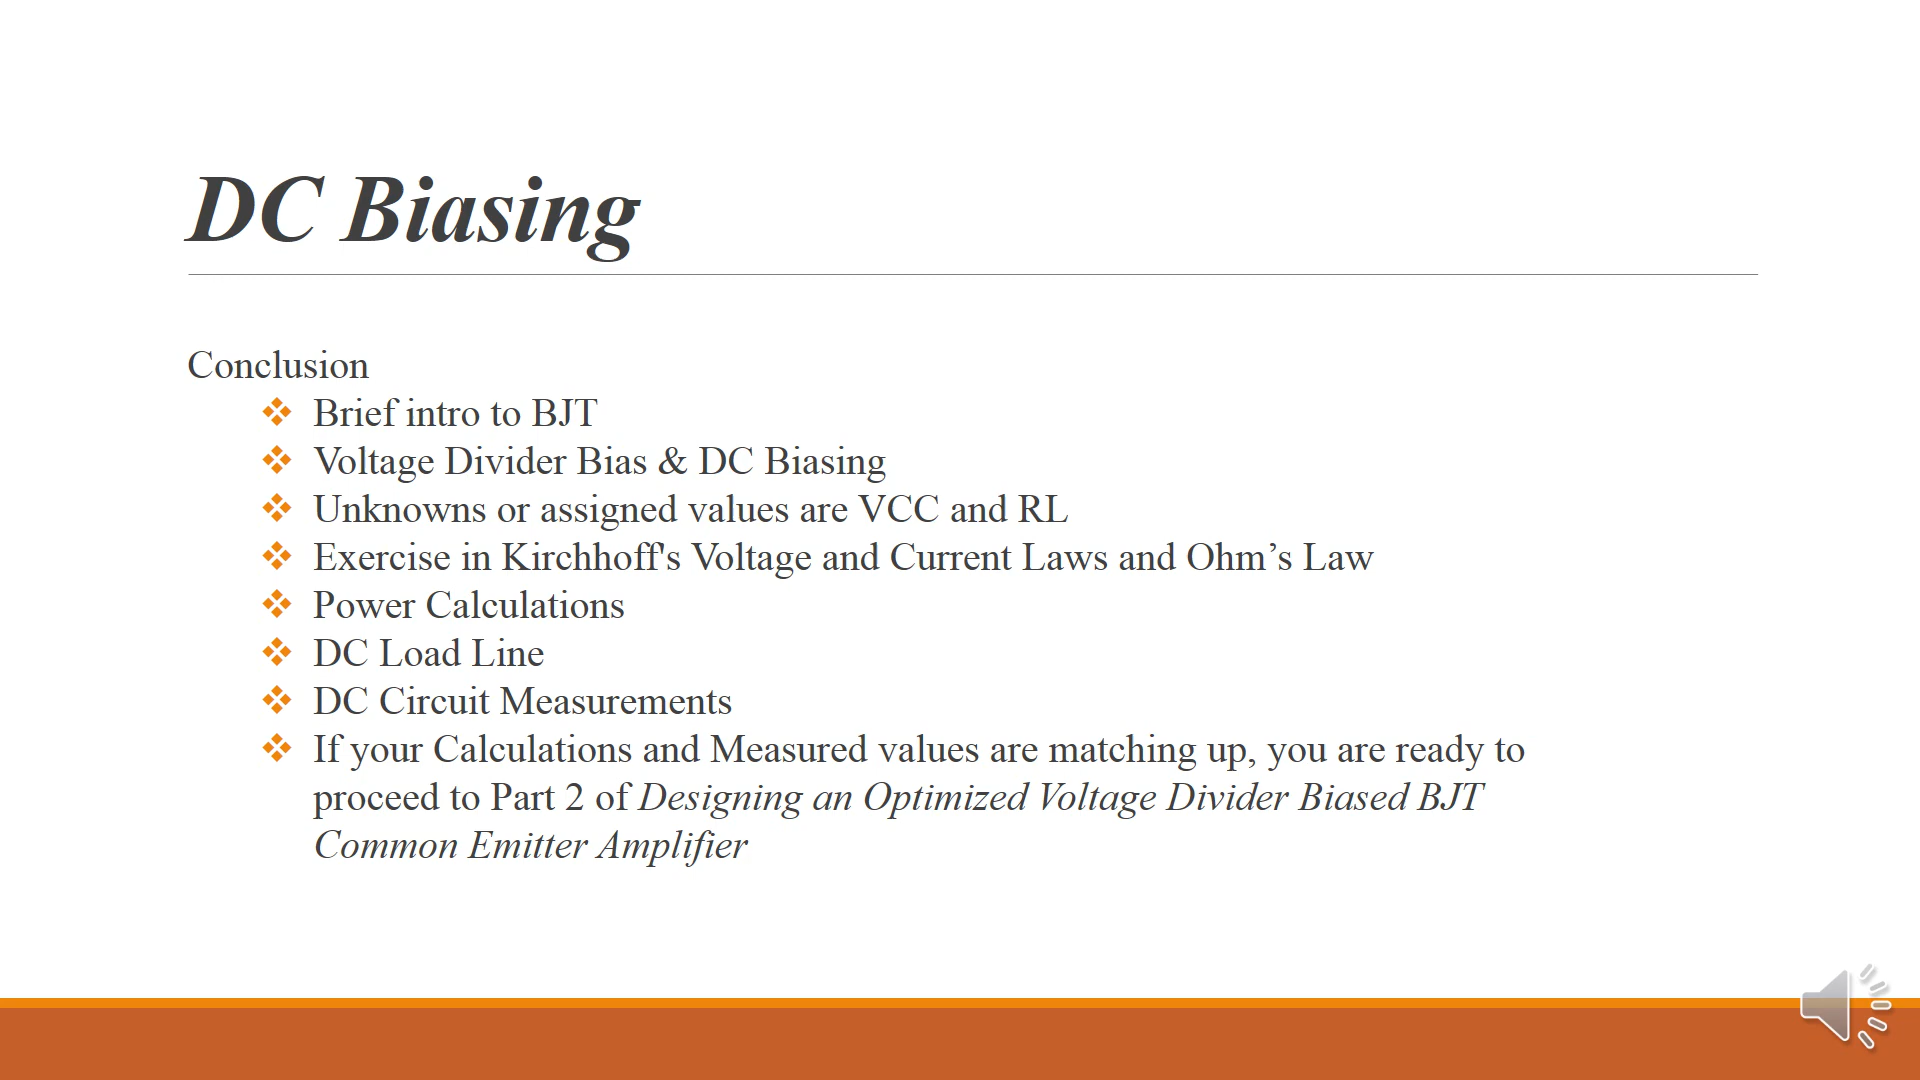 DC Biasing
Conclusion
❖ Brief intro to BJT
❖ Voltage Divider Bias & DC Biasing
❖ Unknowns or assigned values are VCC and RL
❖ Exercise in Kirchhoff's Voltage and Current Laws and Ohm’s Law
❖ Power Calculations
❖ DC Load Line
❖ DC Circuit Measurements
❖ If your Calculations and Measured values are matching up, you are ready to
proceed to Part 2 of Designing an Optimized Voltage Divider Biased BJT
Common Emitter Amplifier